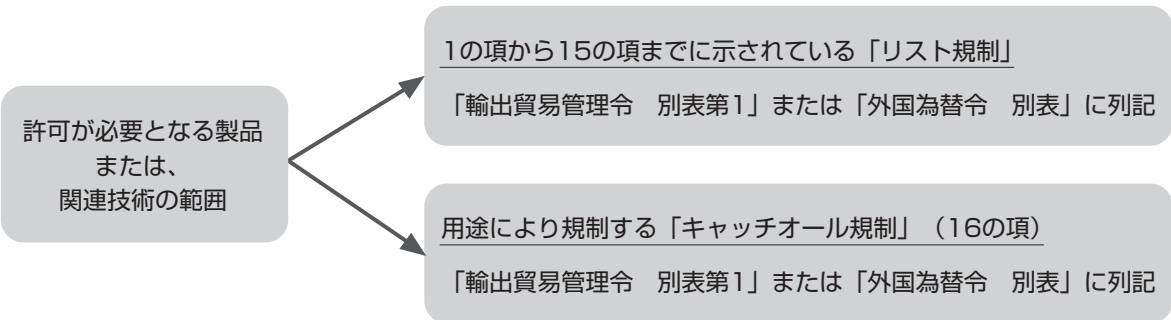 許可が必要となる製品
または、
関連技術の範囲
1の項から15の項までに示されている「リスト規制」
「輸出貿易管理令　別表第1」または「外国為替令　別表」に列記
用途により規制する「キャッチオール規制」（16の項）
「輸出貿易管理令　別表第1」または「外国為替令　別表」に列記